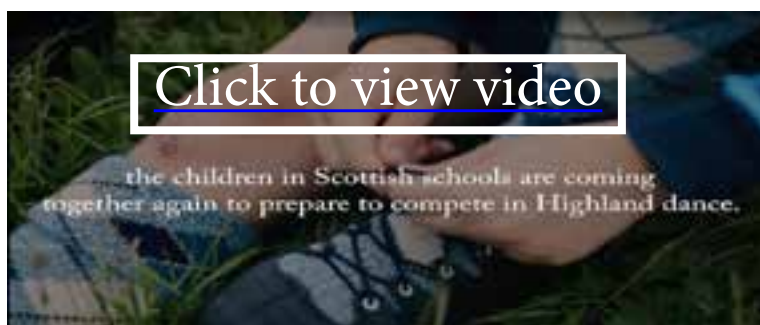 Click to view video
the children in Scottish schools are coming
together again to prepare to compete in Highland dance.